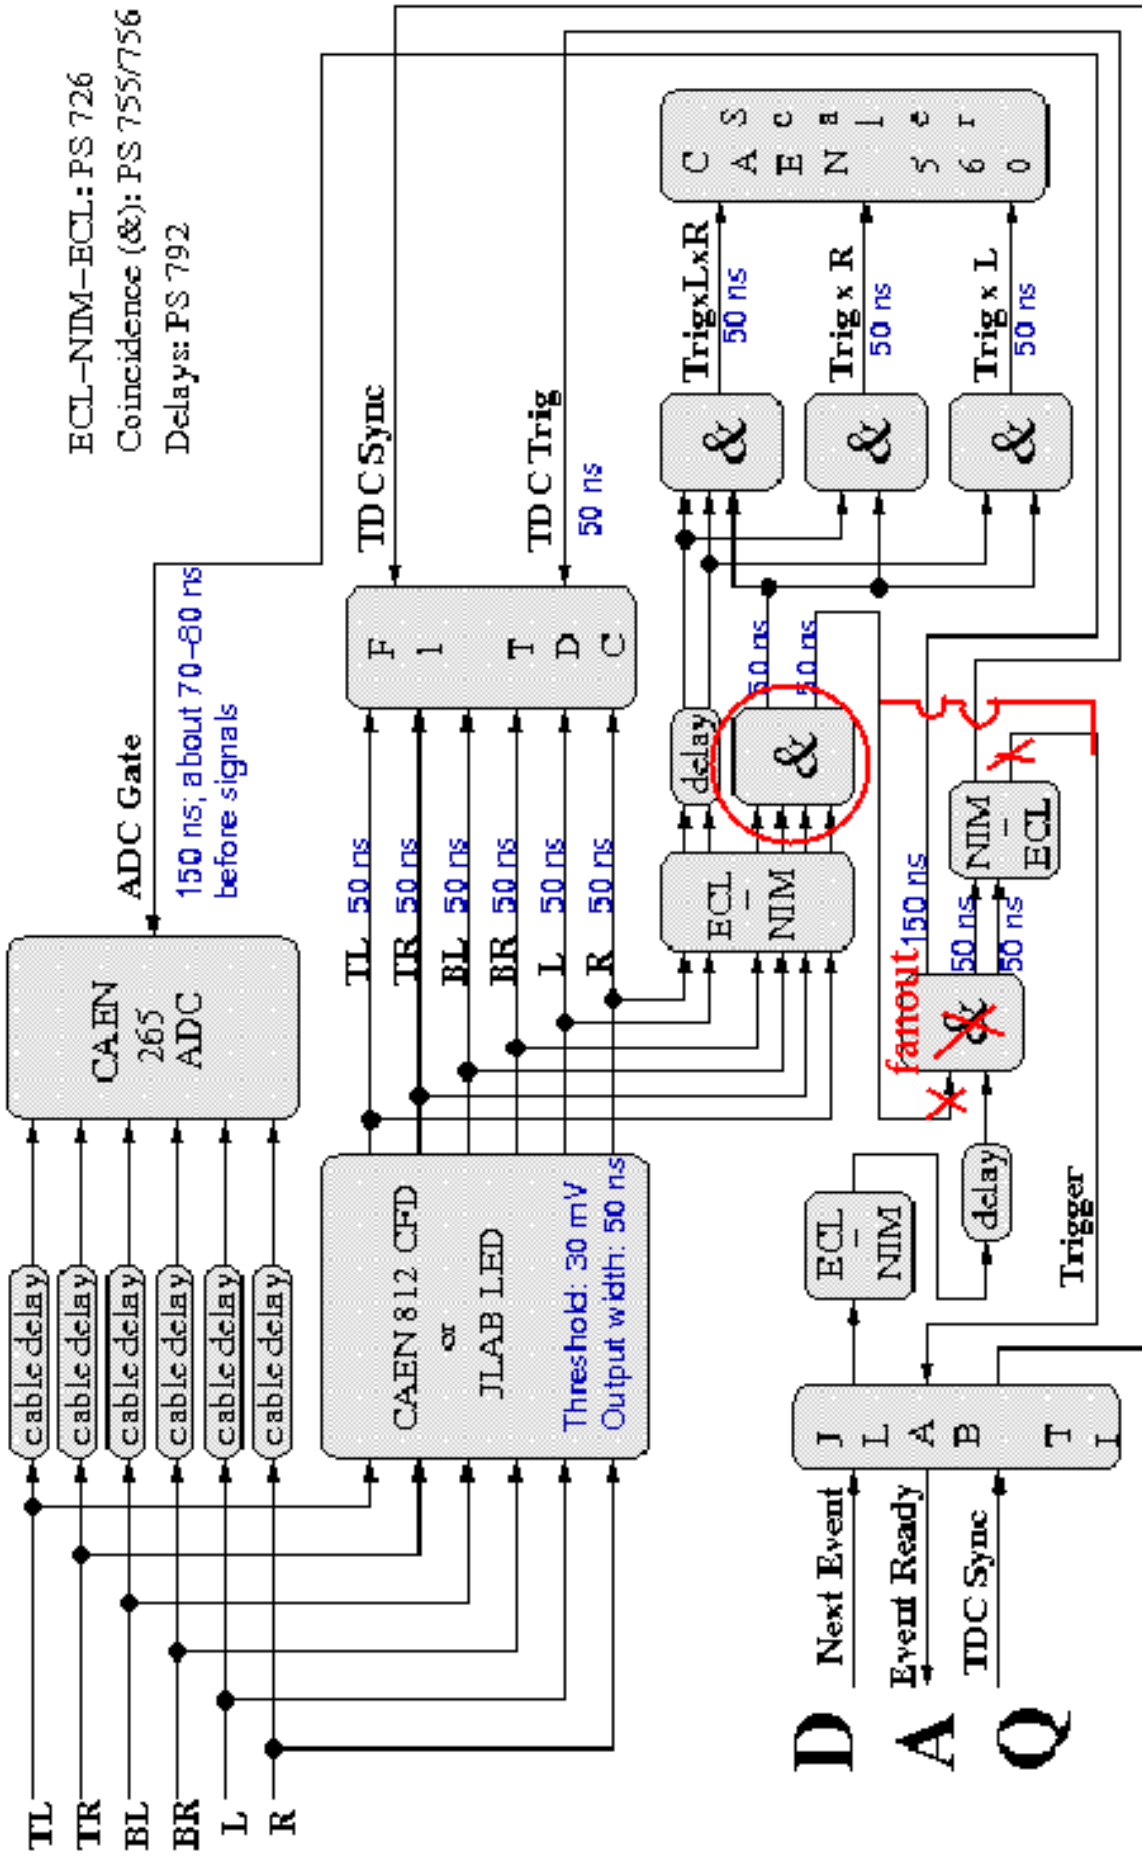 ECL-NIM-ECL: PS 726
Coincidence (&): PS 755/756
Delays: PS 792
TL
TR
BL
BR
L
R
cable delay
cable delay
cable delay
cable delay
cable delay
cable delay
CAEN
265
ADC
ADC Gate
150 ns; about 70-80 ns
before signals
CAEN 812 CFD
or
JLAB LED
Threshold: 30 mV
Output width: 50 ns
TL 50 ns
TR 50 ns
BL 50 ns
BR 50 ns
L 50 ns
R 50 ns
F1 TDC
TDC Sync
TDC Trig
50 ns
ECL
-
NIM
delay
&
50 ns
50 ns
&
&
&
TrigxLxR
50 ns
Trig x R
50 ns
Trig x L
50 ns
CAEN 560
Scaler
D
A
Q
Next Event
Event Ready
TDC Sync
JLAB TI
ECL
-
NIM
delay
Trigger
fanout
&
150 ns
50 ns
50 ns
NIM
-
ECL